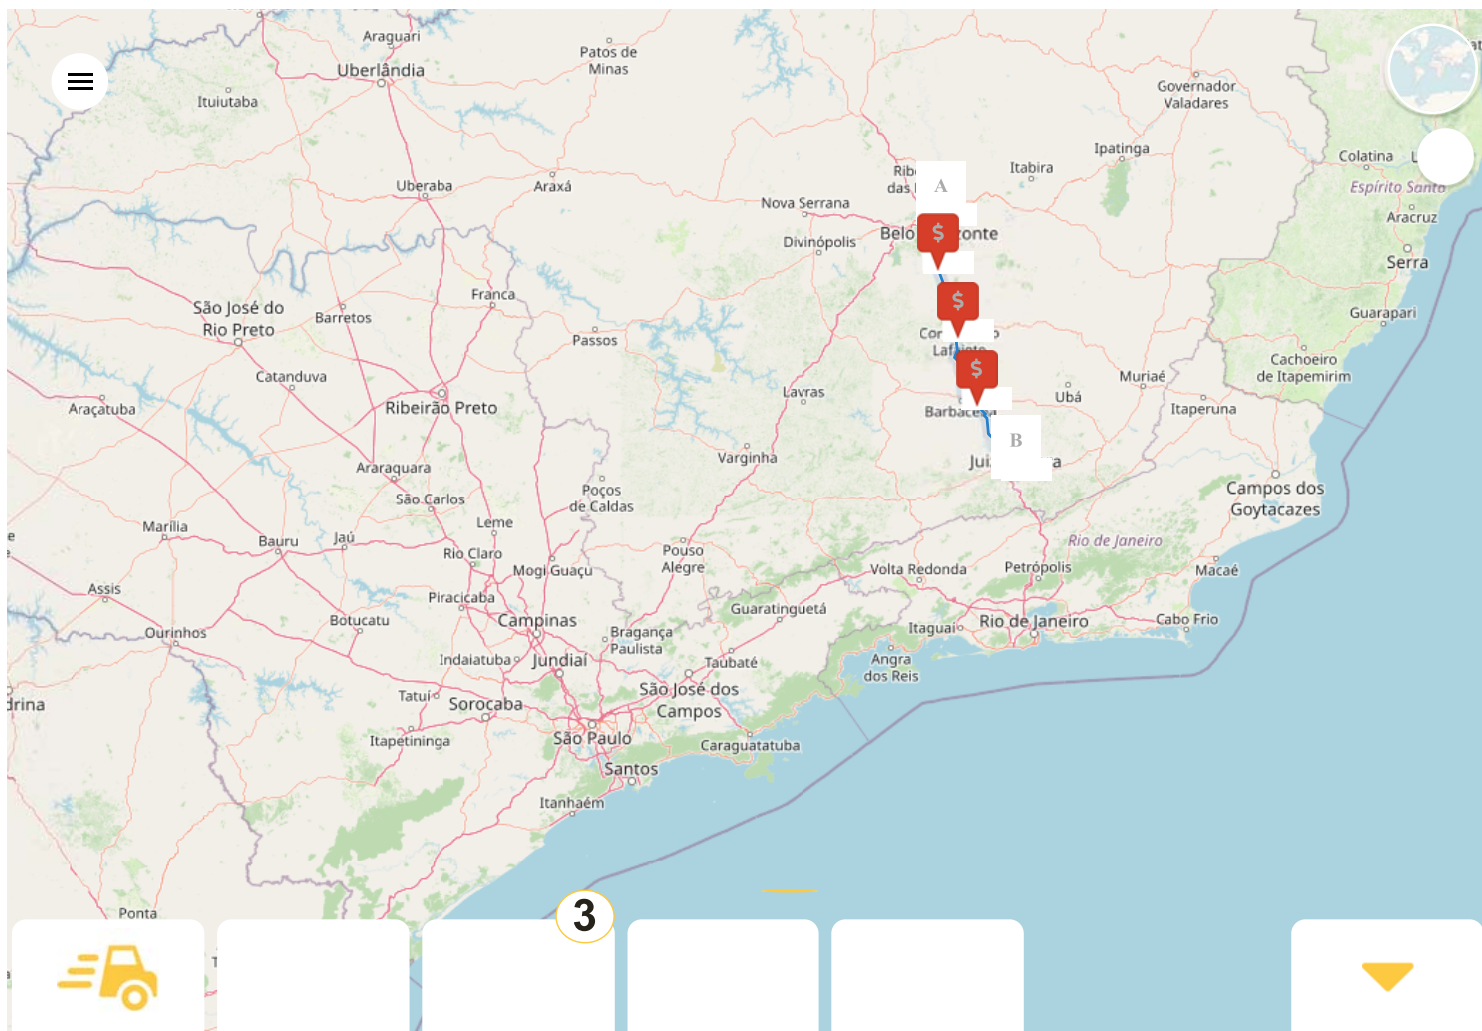 Araguari
Uberlândia
Patos de
Minas
Ituiutaba
Governador
Valadares
Ipatinga
Itabira
Colatina
Espírito Santo
Uberaba
Araxá
A
Nova Serrana
Divinópolis
Aracruz
Serra
$
São José do
Rio Preto
Barretos
Franca
Passos
$
Guarapari
Catanduva
Cachoeiro
de Itapemirim
$
Araçatuba
Ribeirão Preto
Lavras
Barbacena
Ubá
Muriaé
Itaperuna
B
Varginha
Araraquara
São Carlos
Poços
de Caldas
Campos dos
Goytacazes
Marília
Bauru
Jaú
Leme
Rio Claro
Mogi Guaçu
Pouso
Alegre
Rio de Janeiro
Volta Redonda
Petrópolis
Macaé
Assis
Piracicaba
Guaratinguetá
Ourinhos
Botucatu
Campinas
Bragança
Paulista
Itaguaí
Rio de Janeiro
Cabo Frio
Indaiatuba
Jundiaí
Taubaté
Angra
dos Reis
Tatuí
Sorocaba
São José dos
Campos
Itapetininga
São Paulo
Caraguatatuba
Santos
Itanhaém
Ponta
3